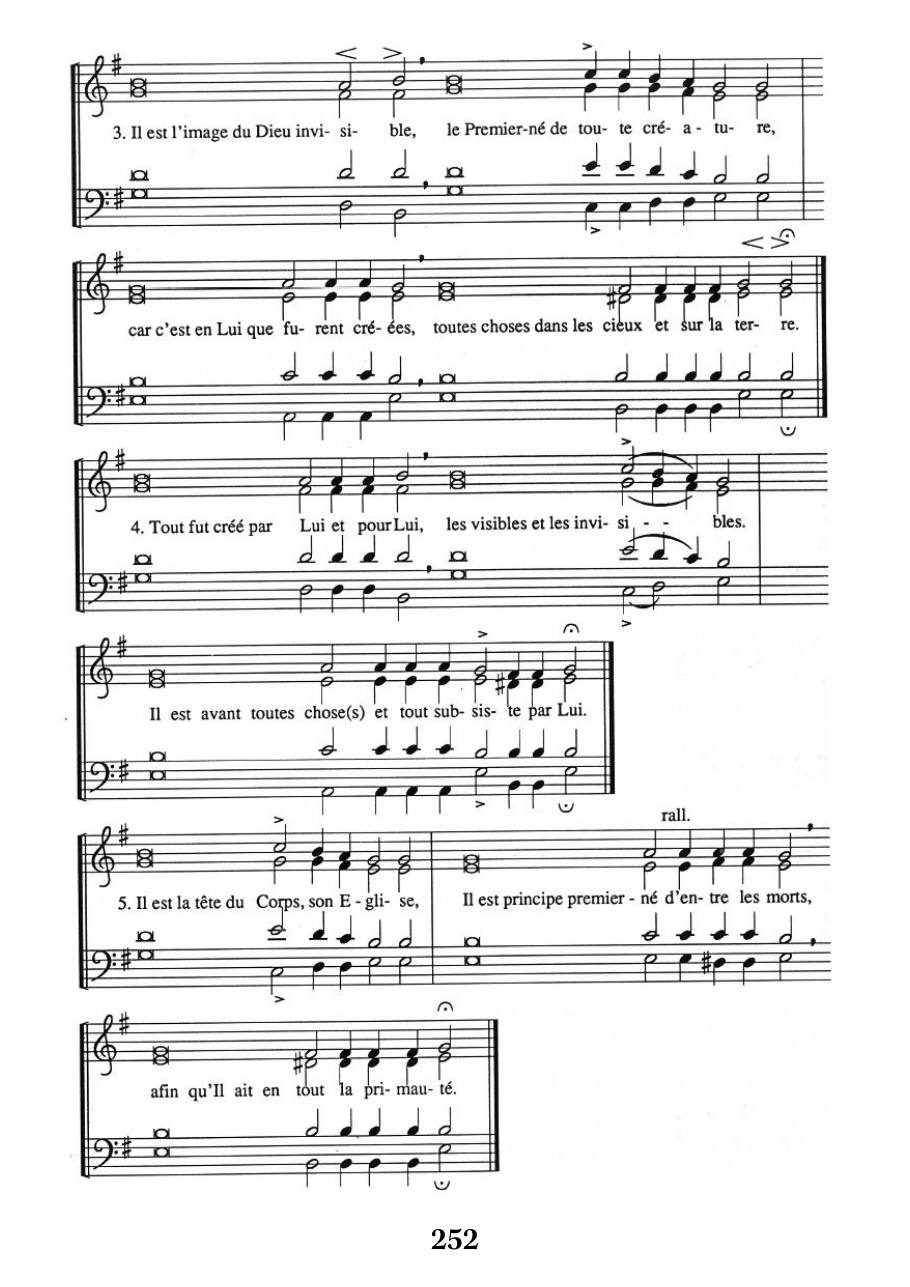 3. Il est l'image du Dieu invi- si- ble, le Premier-né de tou- te cré- a - tu- re,
car c'est en Lui que fu- rent cré- ées, toutes choses dans les cieux et sur la ter- re.
4. Tout fut créé par Lui et pour Lui, les visibles et les invi- si - - bles.
Il est avant toutes chose(s) et tout sub- sis- te par Lui.
rall.
5. Il est la tête du Corps, son E - gli- se, Il est principe premier - né d'en- tre les morts,
afin qu'Il ait en tout la pri- mau- té.
252